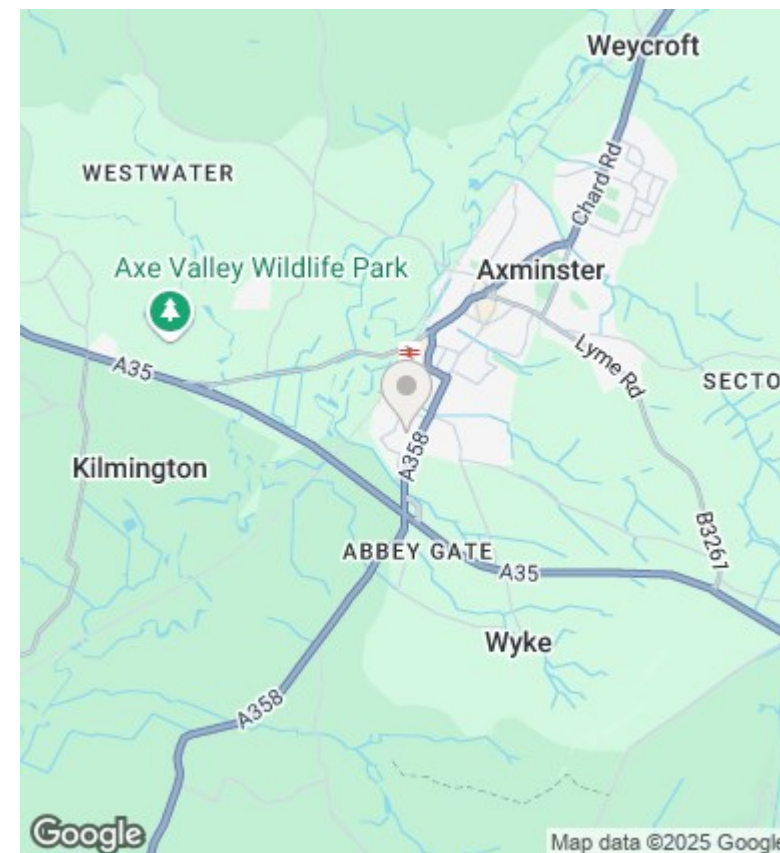 Weycroft
WESTWATER
Chard Rd
Axe Valley Wildlife Park
Axminster
Lyme Rd
A35
SECTO
A358
Kilmington
B3261
ABBEY GATE
A35
Wyke
A358
Google
Map data ©2025 Google